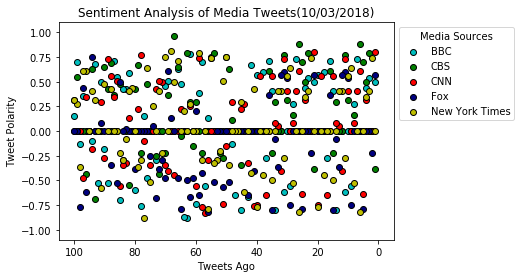 Sentiment Analysis of Media Tweets(10/03/2018)
Media Sources
BBC
CBS
CNN
Fox
New York Times
Tweet Polarity
1.00
0.75
0.50
0.25
0.00
−0.25
−0.50
−0.75
−1.00
100 80 60 40 20 0
Tweets Ago